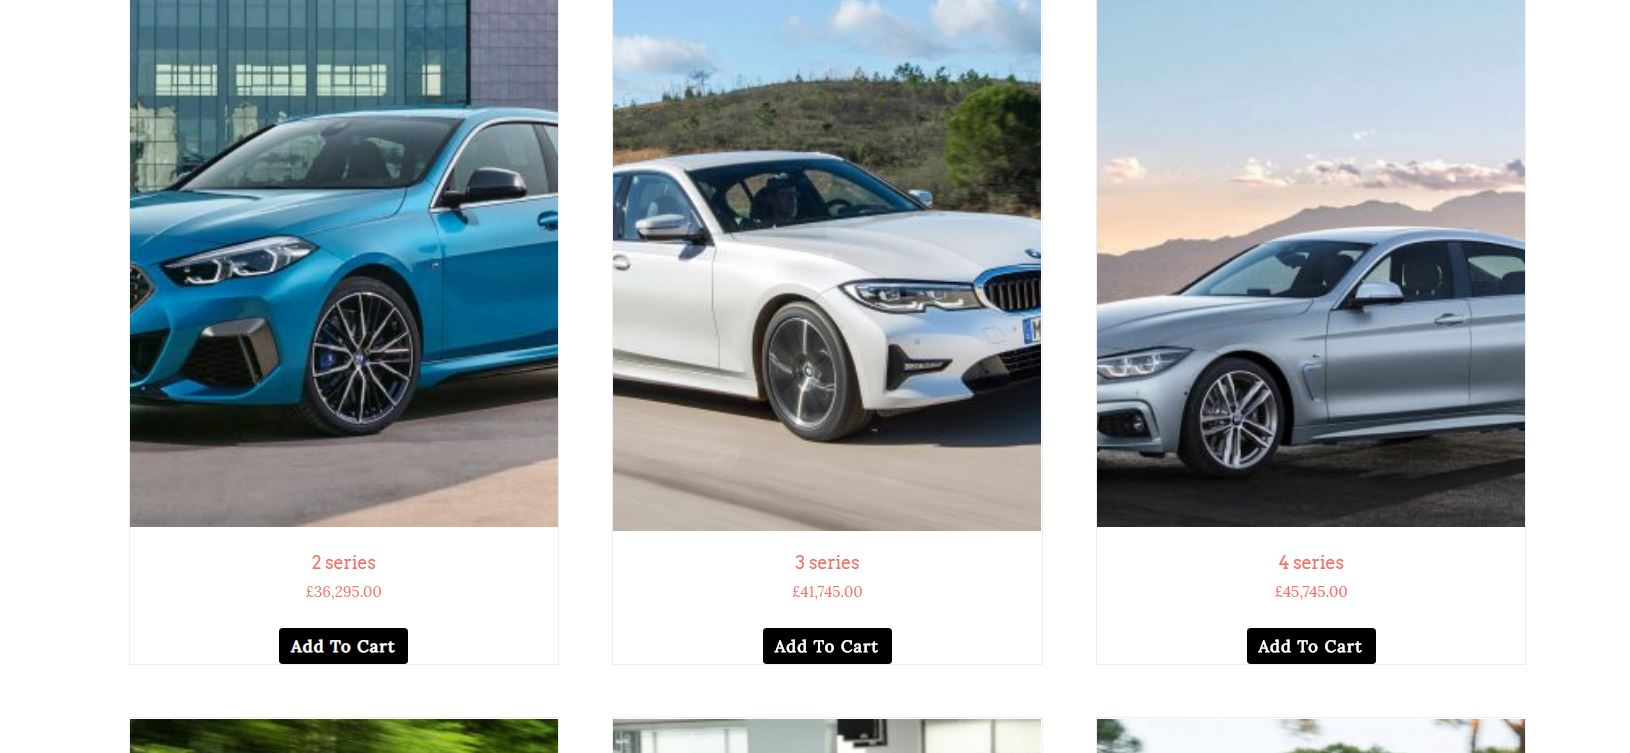 2 series
£36,295.00
Add To Cart
3 series
£41,745.00
Add To Cart
4 series
£45,745.00
Add To Cart